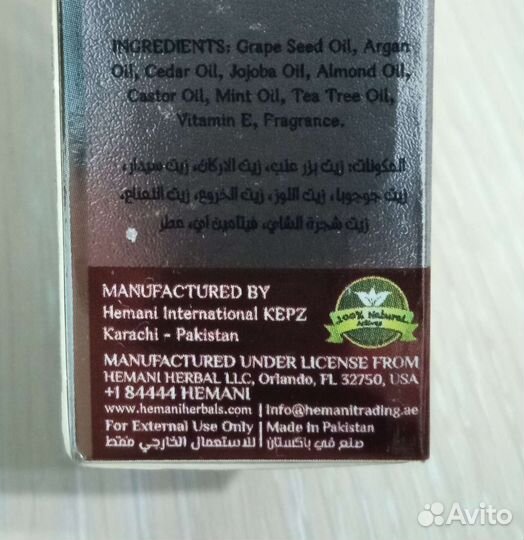 INGREDIENTS: Grape Seed Oil, Argan
Oil, Cedar Oil, Jojoba Oil, Almond Oil,
Castor Oil, Mint Oil, Tea Tree Oil,
Vitamin E, Fragrance.
المكونات: زيت بزر عنب، زيت الاركان، زيت سيدار،
زيت جوجوبا، زيت اللوز، زيت الخروع، زيت النعناع،
زيت شجرة الشاي، فيتامين اي، عطر
MANUFACTURED BY
Hemani International KEPZ
Karachi - Pakistan
100% Natural
Actives
MANUFACTURED UNDER LICENSE FROM
HEMANI HERBAL LLC, Orlando, FL 32750, USA
+1 84444 HEMANI
www.hemaniherbals.com | Info@hemanitrading.ae
For External Use Only | Made In Pakistan
للاستعمال الخارجي فقط | صنع في باكستان
Avito